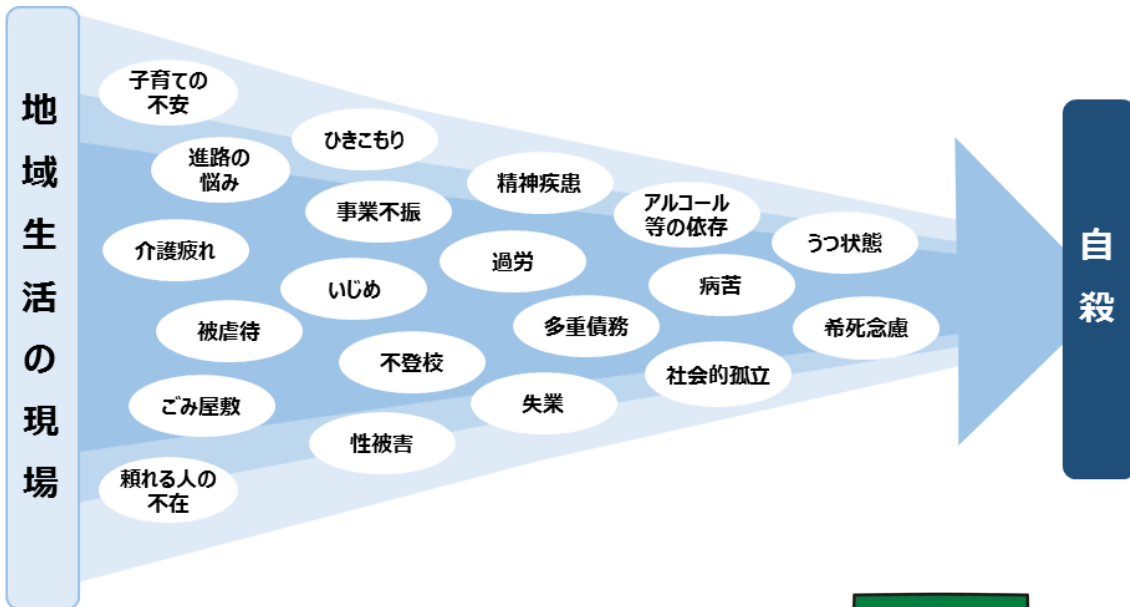 地域生活の現場
子育ての
不安
進路の
悩み
介護疲れ
被虐待
ごみ屋敷
頼れる人の
不在
ひきこもり
事業不振
いじめ
不登校
性被害
精神疾患
過労
多重債務
失業
アルコール
等の依存
病苦
社会的孤立
うつ状態
希死念慮
自殺